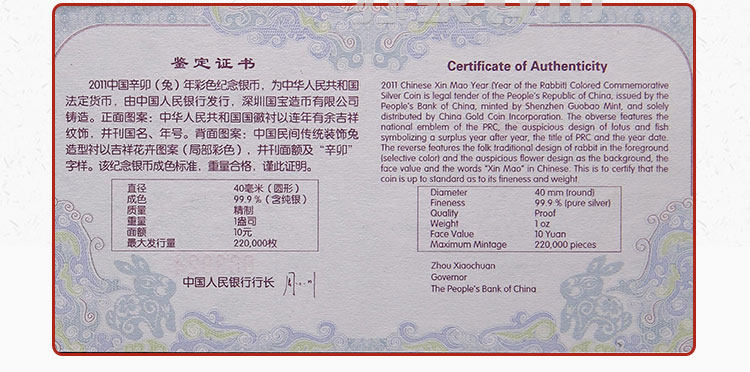 鉴定证书
2011中国辛卯（兔）年彩色纪念银币，为中华人民共和国
法定货币，由中国人民银行发行，深圳国宝造币有限公司
铸造。正面图案：中华人民共和国国徽衬以连年有余吉祥
纹饰，并刊国名、年号。背面图案：中国民间传统装饰兔
造型衬以吉祥花卉图案（局部彩色），并刊面额及“辛卯”
字样。该纪念银币成色标准，重量合格，谨此证明。
直径 40毫米（圆形）
成色 99.9%（含纯银）
质量 精制
重量 1盎司
面额 10元
最大发行量 220,000枚
中国人民银行行长
Certificate of Authenticity
2011 Chinese Xin Mao Year (Year of the Rabbit) Colored Commemorative
Silver Coin is legal tender of the People's Republic of China, issued by the
People's Bank of China, minted by Shenzhen Guobao Mint, and solely
distributed by China Gold Coin Incorporation. The obverse features the
national emblem of the PRC, the auspicious design of lotus and fish
symbolizing a surplus year after year, the title of PRC and the year date.
The reverse features the folk traditional design of rabbit in the foreground
(selective color) and the auspicious flower design as the background, the
face value and the words "Xin Mao" in Chinese. This is to certify that the
coin is up to standard as to its fineness and weight.
Diameter 40 mm (round)
Fineness 99.9 % (pure silver)
Quality Proof
Weight 1 oz
Face Value 10 Yuan
Maximum Mintage 220,000 pieces
Zhou Xiaochuan
Governor
The People's Bank of China